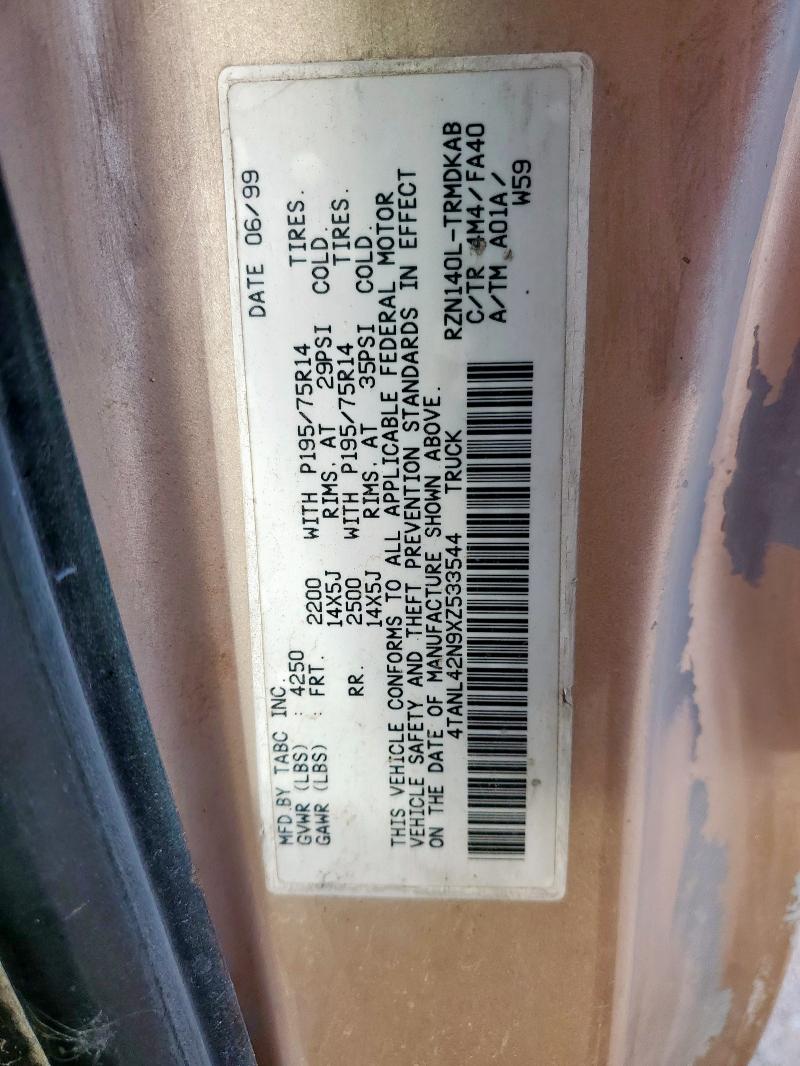 MFD.BY TABC INC. DATE 06/99
GVWR (LBS) : 4250
GAWR (LBS) : FRT. 2200 WITH P195/75R14 TIRES.
14X5J RIMS. AT 29PSI COLD.
RR. 2500 WITH P195/75R14 TIRES.
14X5J RIMS. AT 35PSI COLD.
THIS VEHICLE CONFORMS TO ALL APPLICABLE FEDERAL MOTOR
VEHICLE SAFETY AND THEFT PREVENTION STANDARDS IN EFFECT
ON THE DATE OF MANUFACTURE SHOWN ABOVE.
4TANL42N9XZ533544 TRUCK
RZN140L-TRMDKAB
C/TR 4M4/FA40
A/TM A01A/
W59